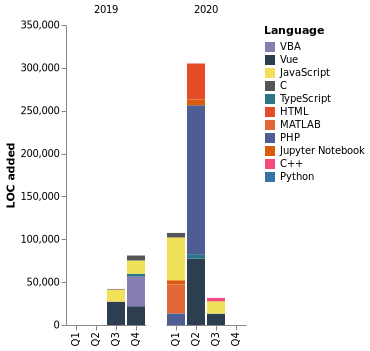 2019 2020
LOC added
350,000
300,000
250,000
200,000
150,000
100,000
50,000
0
Q1 Q2 Q3 Q4 Q1 Q2 Q3 Q4
Language
VBA
Vue
JavaScript
C
TypeScript
HTML
MATLAB
PHP
Jupyter Notebook
C++
Python